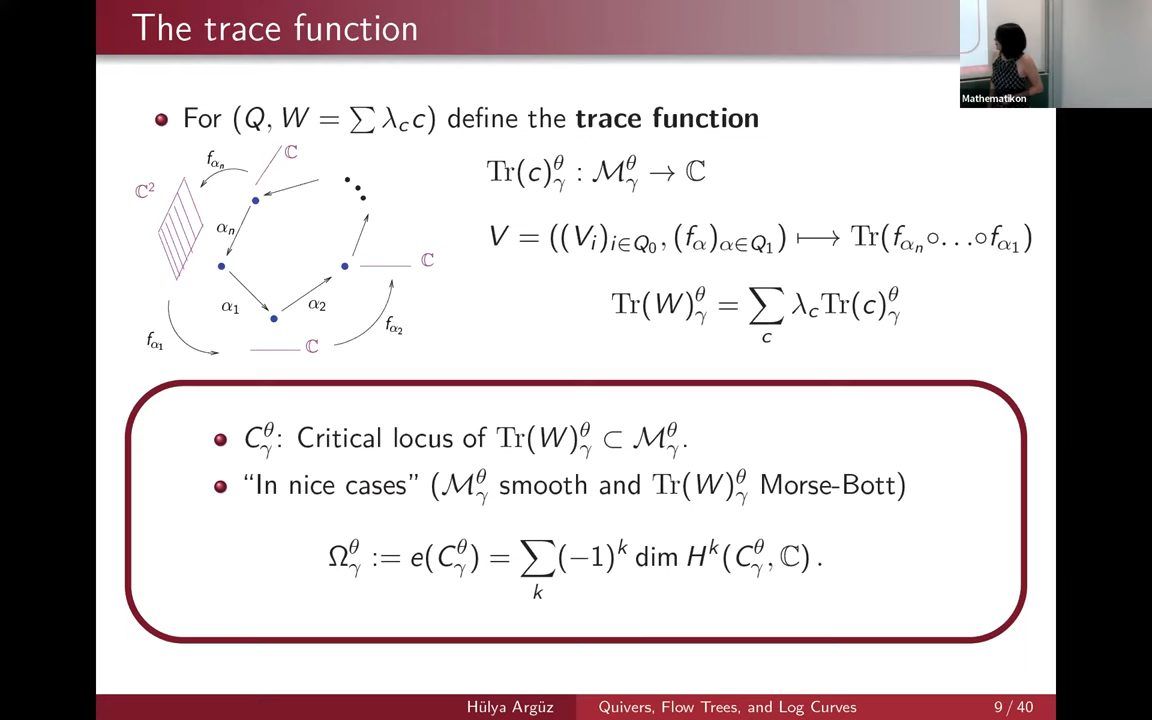 The trace function
Mathematikon
For (Q, W = ∑ λ_c c) define the trace function
Tr(c)^θ_γ : M^θ_γ → ℂ
V = ((V_i)_{i∈Q_0}, (f_α)_{α∈Q_1}) ⟼ Tr(f_{α_n}∘...∘f_{α_1})
Tr(W)^θ_γ = ∑_c λ_c Tr(c)^θ_γ
f_{α_n}
ℂ
ℂ²
α_n
ℂ
α_1
α_2
f_{α_1}
ℂ
f_{α_2}
C^θ_γ: Critical locus of Tr(W)^θ_γ ⊂ M^θ_γ.
“In nice cases” (M^θ_γ smooth and Tr(W)^θ_γ Morse-Bott)
Ω^θ_γ := e(C^θ_γ) = ∑_k (−1)^k dim H^k(C^θ_γ, ℂ).
Hülya Argüz Quivers, Flow Trees, and Log Curves 9 / 40